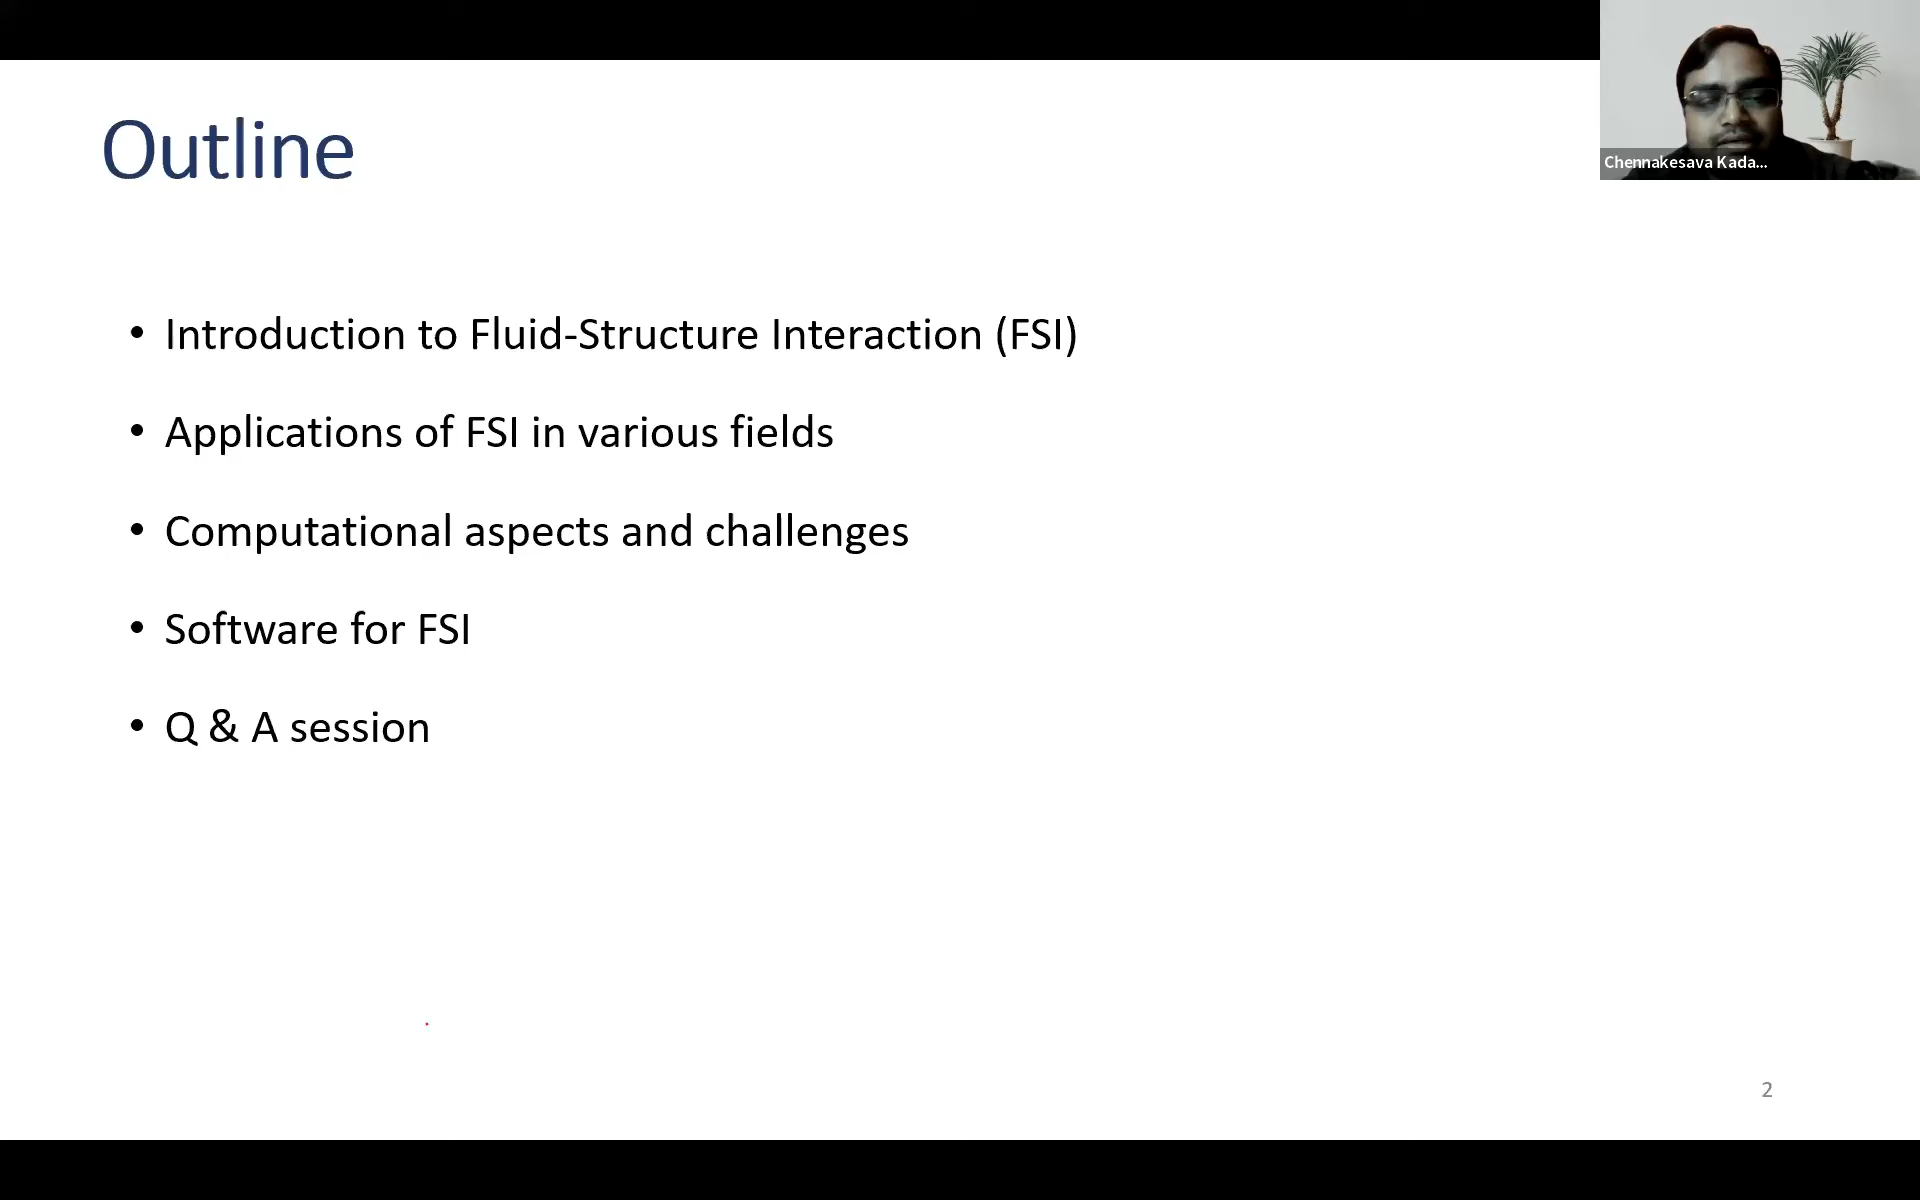 Outline
Chennakesava Kada...
• Introduction to Fluid-Structure Interaction (FSI)
• Applications of FSI in various fields
• Computational aspects and challenges
• Software for FSI
• Q & A session
2